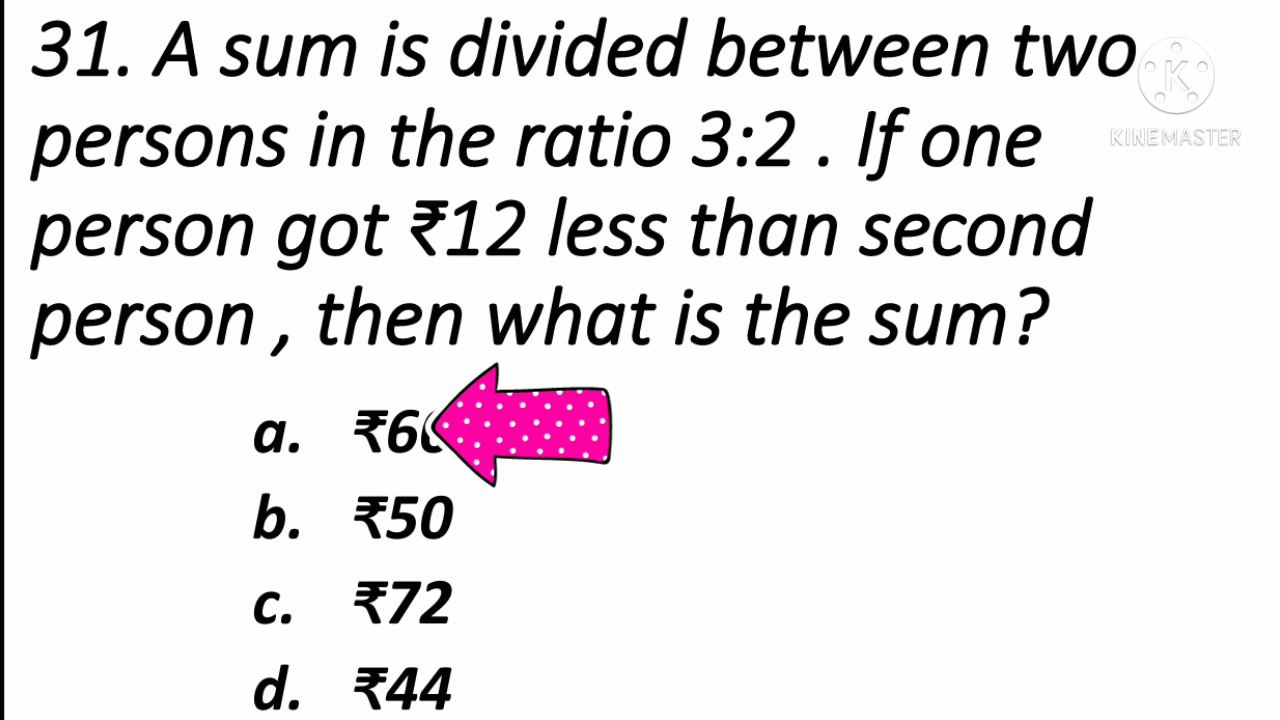 31. A sum is divided between two
persons in the ratio 3:2 . If one
person got ₹12 less than second
person , then what is the sum?
K
KINEMASTER
a.
b. ₹50
c. ₹72
d. ₹44